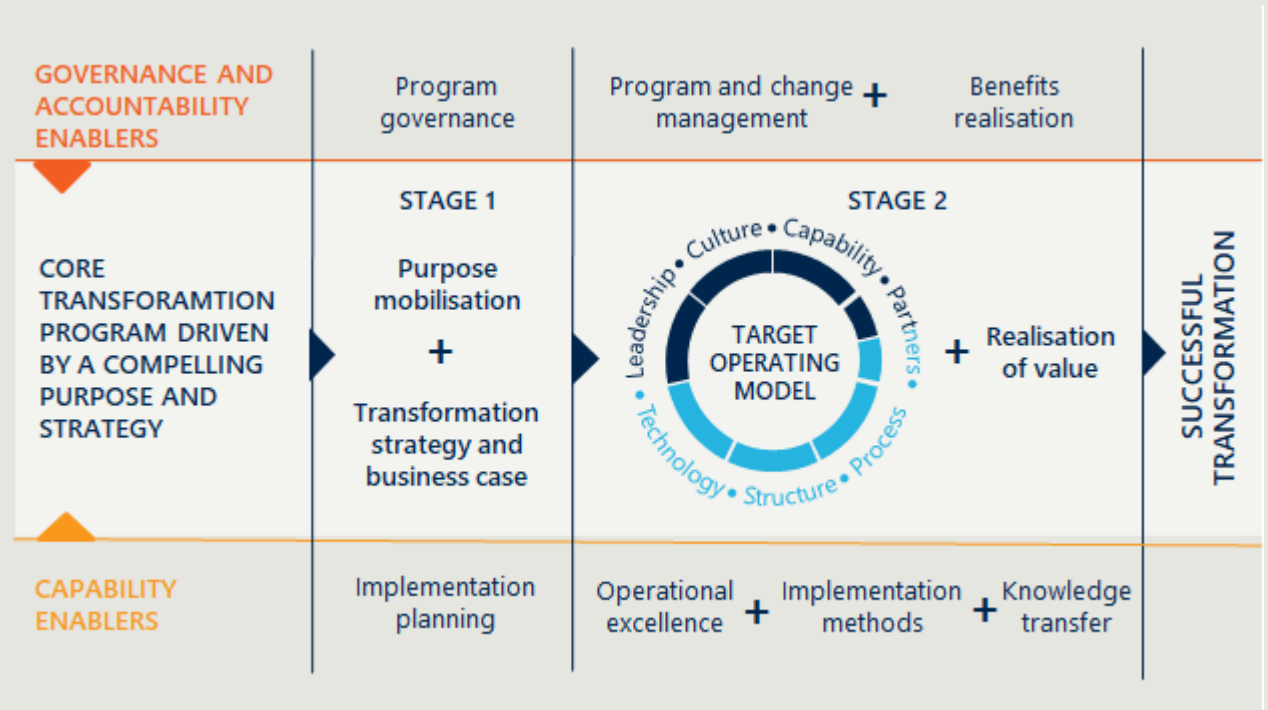 GOVERNANCE AND
ACCOUNTABILITY
ENABLERS
Program
governance
Program and change
management
+
Benefits
realisation
CORE
TRANSFORAMTION
PROGRAM DRIVEN
BY A COMPELLING
PURPOSE AND
STRATEGY
STAGE 1
Purpose
mobilisation
+
Transformation
strategy and
business case
STAGE 2
Leadership • Culture • Capability • Partners • Process • Structure • Technology •
TARGET
OPERATING
MODEL
+
Realisation
of value
SUCCESSFUL
TRANSFORMATION
CAPABILITY
ENABLERS
Implementation
planning
Operational
excellence
+
Implementation
methods
+
Knowledge
transfer